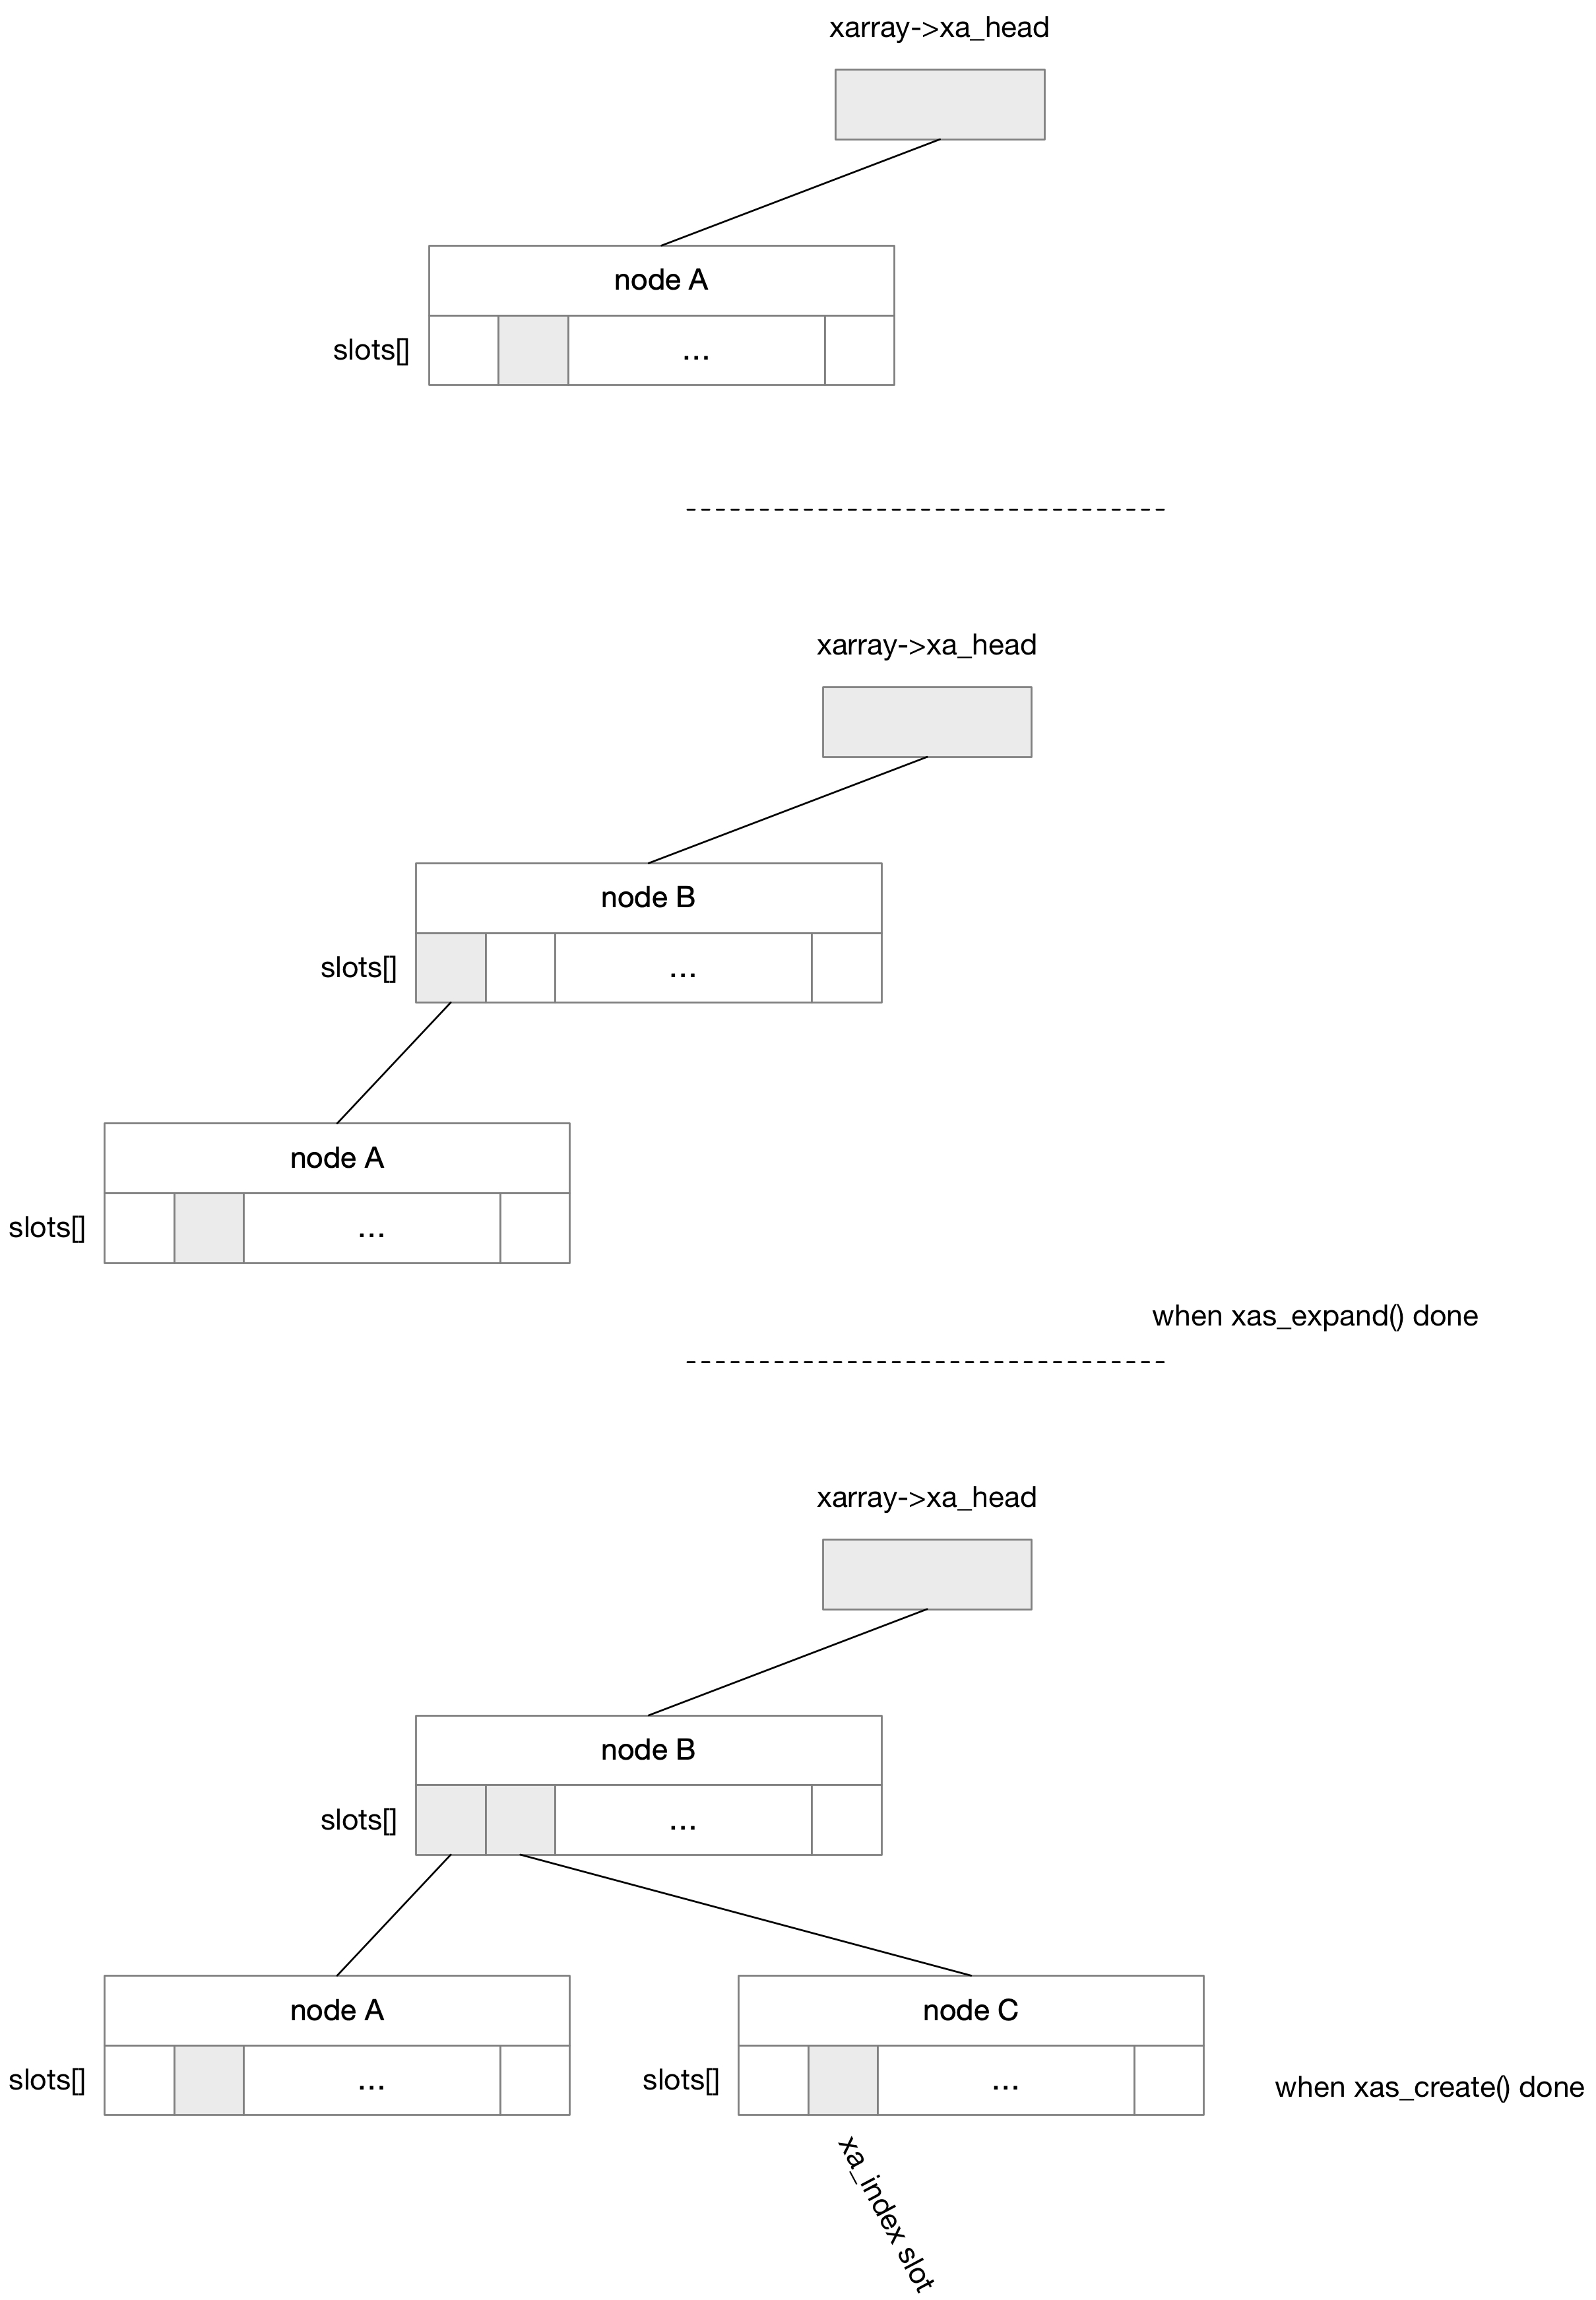 xarray->xa_head
node A
slots[]
...
xarray->xa_head
node B
slots[]
...
node A
slots[]
...
when xas_expand() done
xarray->xa_head
node B
slots[]
...
node A
node C
slots[]
...
slots[]
...
when xas_create() done
xa_index slot